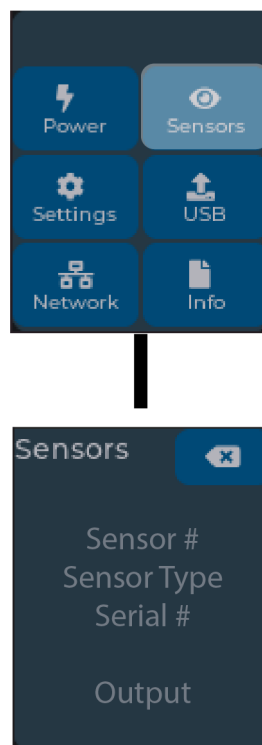 Power Sensors
Settings USB
Network Info
Sensors
Sensor #
Sensor Type
Serial #
Output